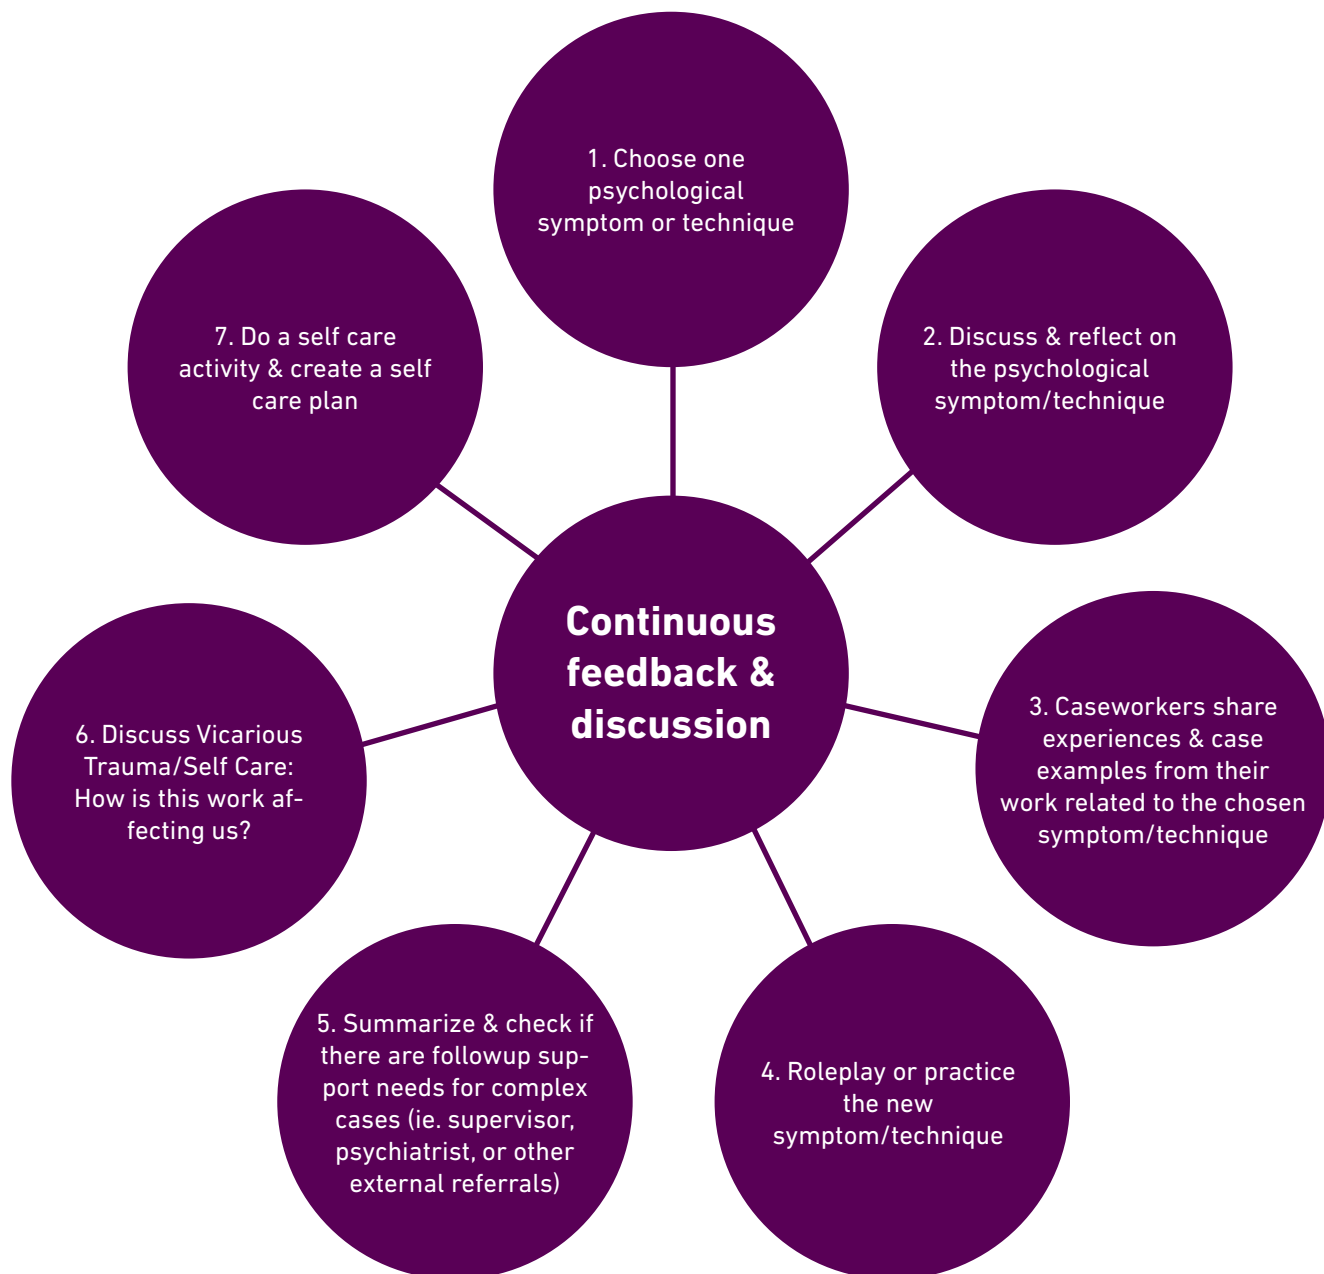 1. Choose one
psychological
symptom or technique
2. Discuss & reflect on
the psychological
symptom/technique
3. Caseworkers share
experiences & case
examples from their
work related to the chosen
symptom/technique
4. Roleplay or practice
the new
symptom/technique
5. Summarize & check if
there are followup sup-
port needs for complex
cases (ie. supervisor,
psychiatrist, or other
external referrals)
6. Discuss Vicarious
Trauma/Self Care:
How is this work af-
fecting us?
7. Do a self care
activity & create a self
care plan
Continuous
feedback &
discussion